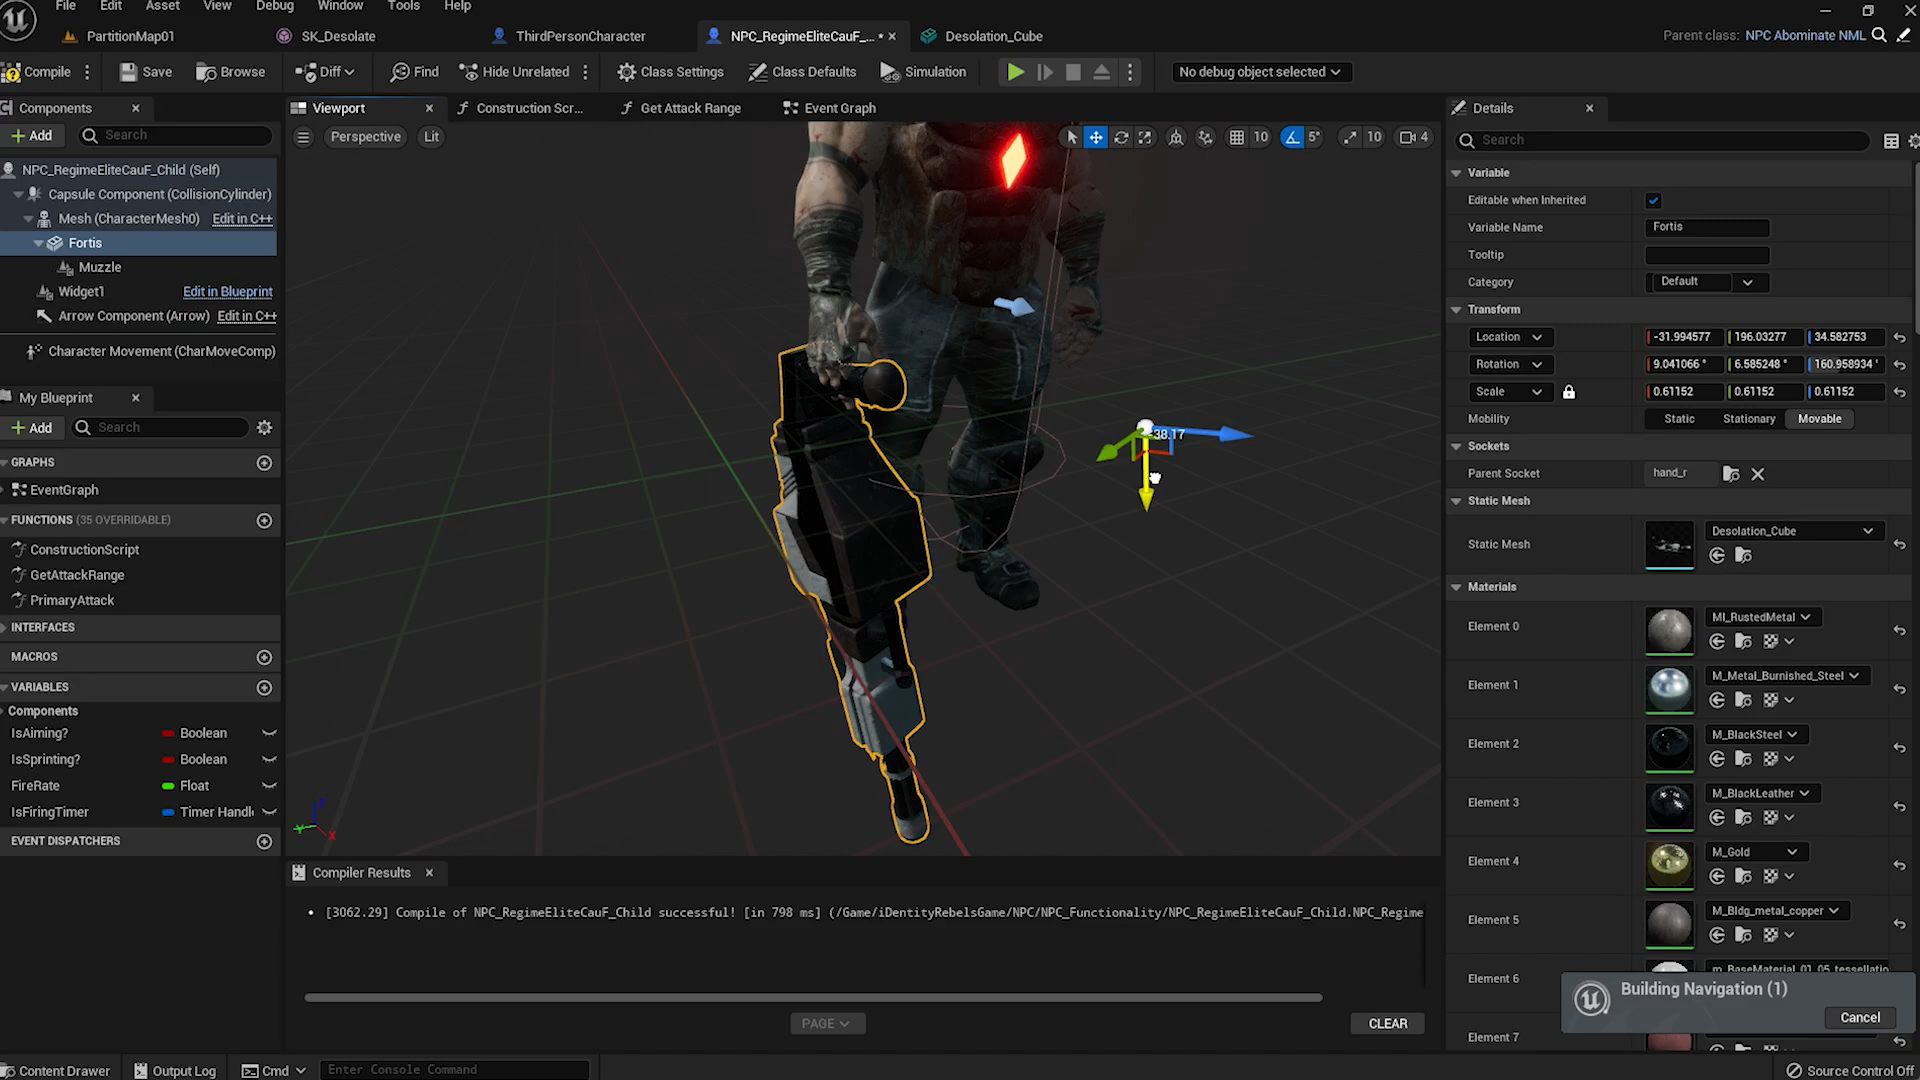 File Edit Asset View Debug Window Tools Help
PartitionMap01
SK_Desolate
ThirdPersonCharacter
NPC_RegimeEliteCauF_... •
Desolation_Cube
Parent class: NPC Abominate NML
Compile
Save
Browse
Diff
Find
Hide Unrelated
Class Settings
Class Defaults
Simulation
No debug object selected
Components
Add
Search
NPC_RegimeEliteCauF_Child (Self)
Capsule Component (CollisionCylinder)
Mesh (CharacterMesh0) Edit in C++
Fortis
Muzzle
Widget1 Edit in Blueprint
Arrow Component (Arrow) Edit in C++
Character Movement (CharMoveComp)
My Blueprint
Add
Search
GRAPHS
EventGraph
FUNCTIONS (35 OVERRIDABLE)
ConstructionScript
GetAttackRange
PrimaryAttack
INTERFACES
MACROS
VARIABLES
Components
IsAiming? Boolean
IsSprinting? Boolean
FireRate Float
IsFiringTimer Timer Handl
EVENT DISPATCHERS
Viewport
Construction Scr...
Get Attack Range
Event Graph
Perspective
Lit
10
5°
10
4
Compiler Results
• [3062.29] Compile of NPC_RegimeEliteCauF_Child successful! [in 798 ms] (/Game/iDentityRebelsGame/NPC/NPC_Functionality/NPC_RegimeEliteCauF_Child.NPC_Regime
PAGE
CLEAR
Details
Search
Variable
Editable when Inherited
Variable Name Fortis
Tooltip
Category Default
Transform
Location -31.994577 196.03277 34.582753
Rotation 9.041066 ° 6.585248 ° 160.958934 °
Scale 0.61152 0.61152 0.61152
Mobility Static Stationary Movable
Sockets
Parent Socket hand_r
Static Mesh
Static Mesh Desolation_Cube
Materials
Element 0 MI_RustedMetal
Element 1 M_Metal_Burnished_Steel
Element 2 M_BlackSteel
Element 3 M_BlackLeather
Element 4 M_Gold
Element 5 M_Bldg_metal_copper
Element 6 m_BaseMaterial_01_05_tessellatio
Element 7
Building Navigation (1)
Cancel
Content Drawer
Output Log
Cmd
Enter Console Command
Source Control Off